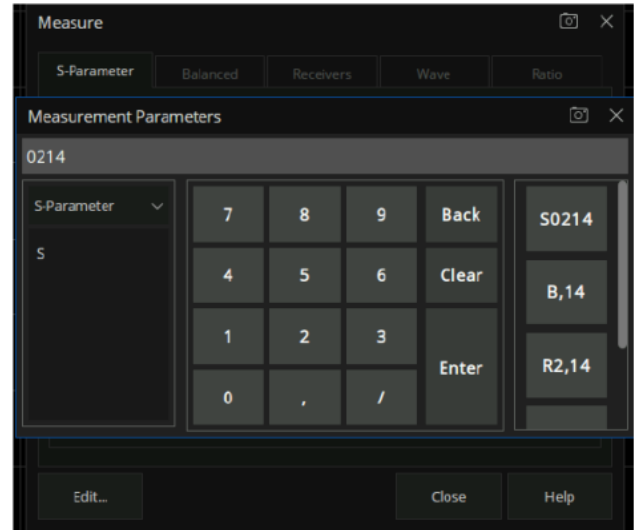 Measure
S-Parameter Balanced Receivers Wave Ratio
Measurement Parameters
0214
S-Parameter
S
7 8 9 Back
4 5 6 Clear
1 2 3
Enter
0 , /
S0214
B,14
R2,14
Edit...
Close
Help